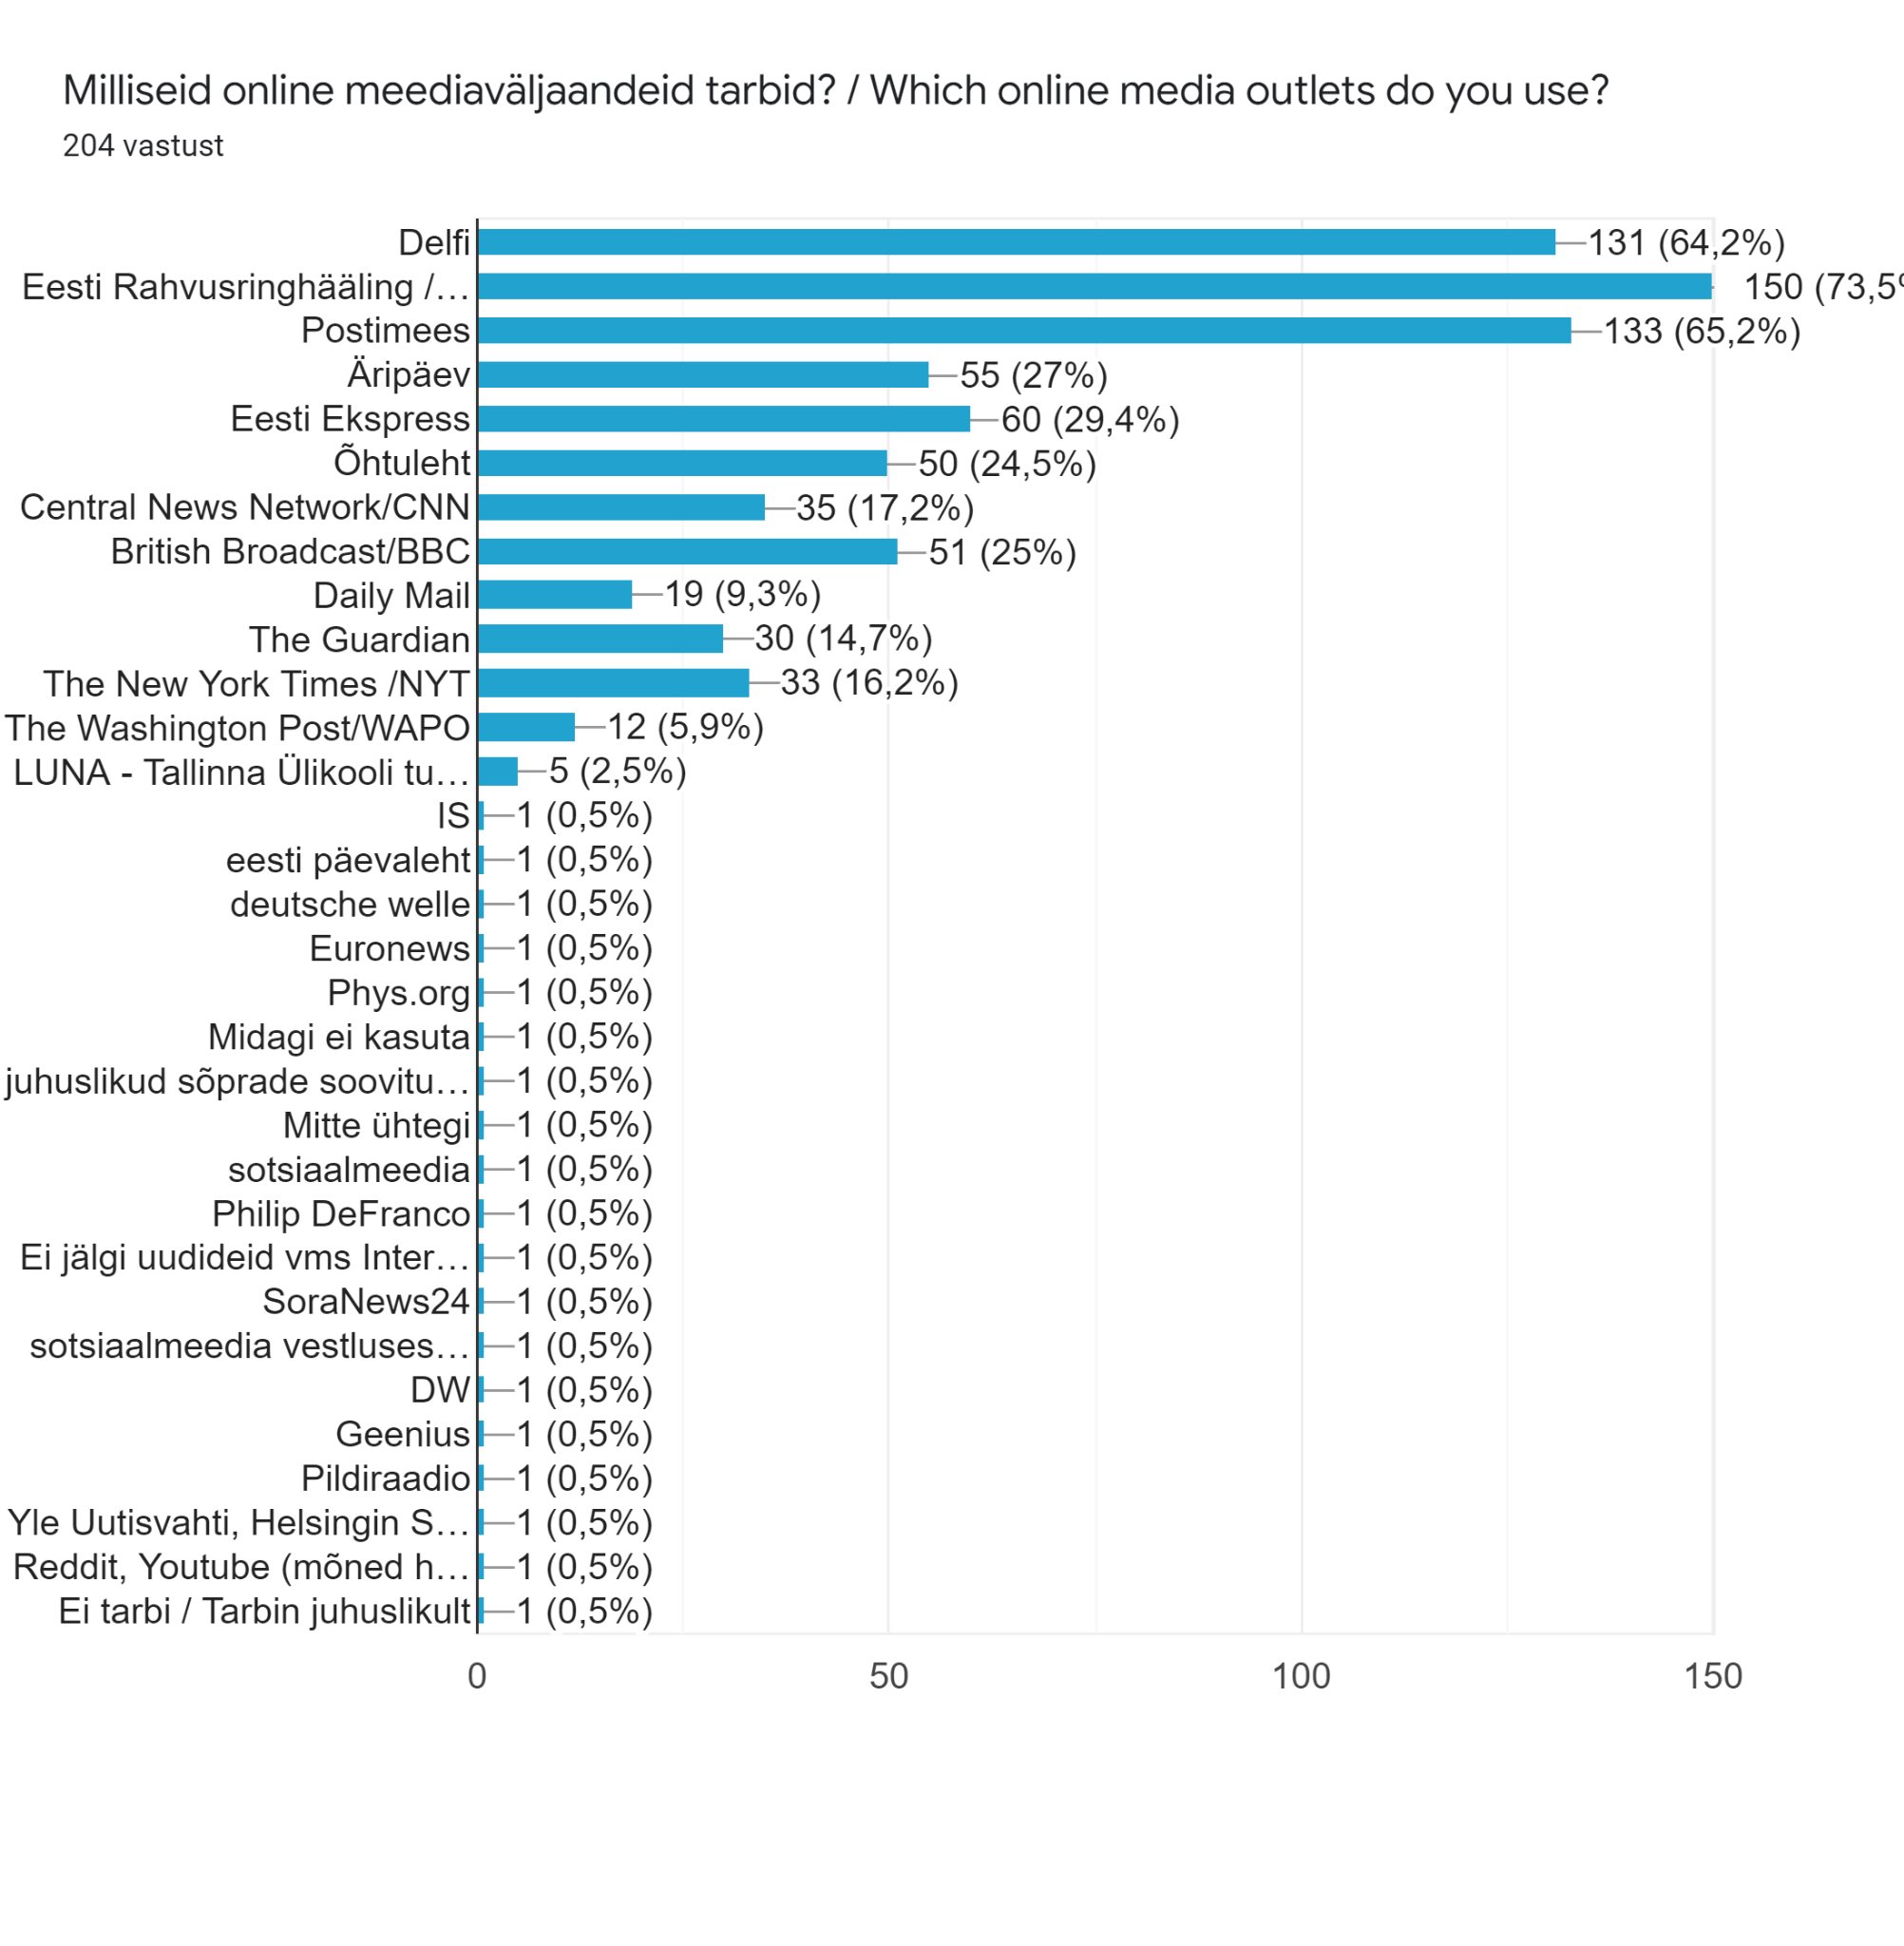 Milliseid online meediaväljaandeid tarbid? / Which online media outlets do you use?
204 vastust
Delfi 131 (64,2%)
Eesti Rahvusringhääling /… 150 (73,5%
Postimees 133 (65,2%)
Äripäev 55 (27%)
Eesti Ekspress 60 (29,4%)
Õhtuleht 50 (24,5%)
Central News Network/CNN 35 (17,2%)
British Broadcast/BBC 51 (25%)
Daily Mail 19 (9,3%)
The Guardian 30 (14,7%)
The New York Times /NYT 33 (16,2%)
The Washington Post/WAPO 12 (5,9%)
LUNA - Tallinna Ülikooli tu… 5 (2,5%)
IS 1 (0,5%)
eesti päevaleht 1 (0,5%)
deutsche welle 1 (0,5%)
Euronews 1 (0,5%)
Phys.org 1 (0,5%)
Midagi ei kasuta 1 (0,5%)
juhuslikud sõprade soovitu… 1 (0,5%)
Mitte ühtegi 1 (0,5%)
sotsiaalmeedia 1 (0,5%)
Philip DeFranco 1 (0,5%)
Ei jälgi uudideid vms Inter… 1 (0,5%)
SoraNews24 1 (0,5%)
sotsiaalmeedia vestluses… 1 (0,5%)
DW 1 (0,5%)
Geenius 1 (0,5%)
Pildiraadio 1 (0,5%)
Yle Uutisvahti, Helsingin S… 1 (0,5%)
Reddit, Youtube (mõned h… 1 (0,5%)
Ei tarbi / Tarbin juhuslikult 1 (0,5%)
0 50 100 150